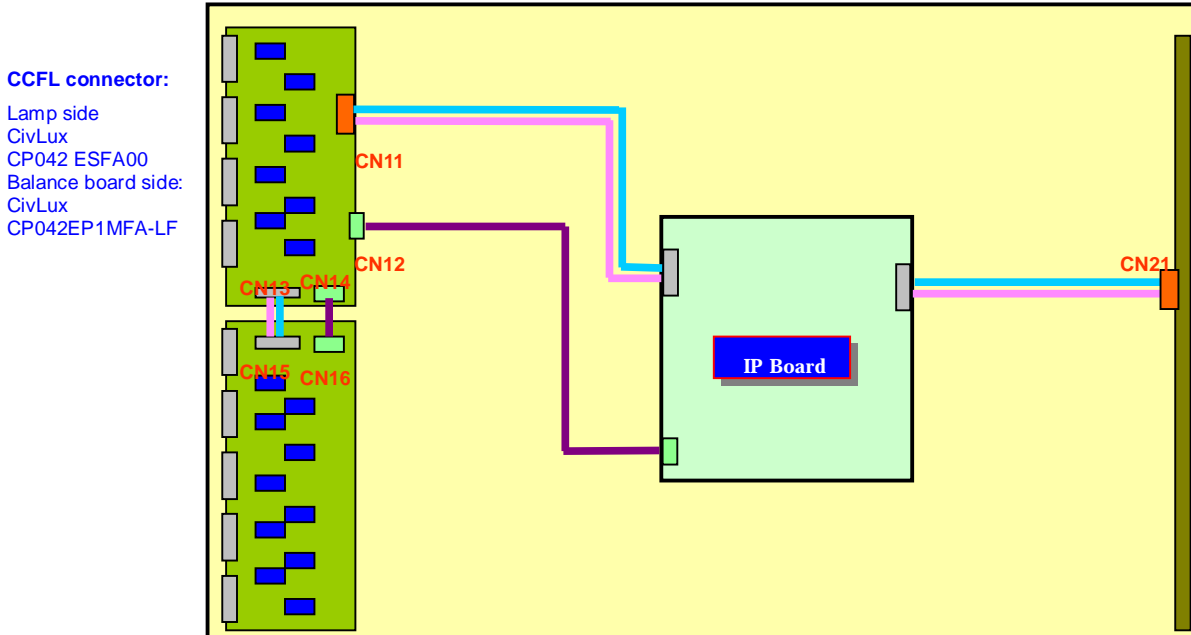 CCFL connector:
Lamp side
CivLux
CP042 ESFA00
Balance board side:
CivLux
CP042EP1MFA-LF
CN11
CN12
CN13
CN14
CN15
CN16
IP Board
CN21